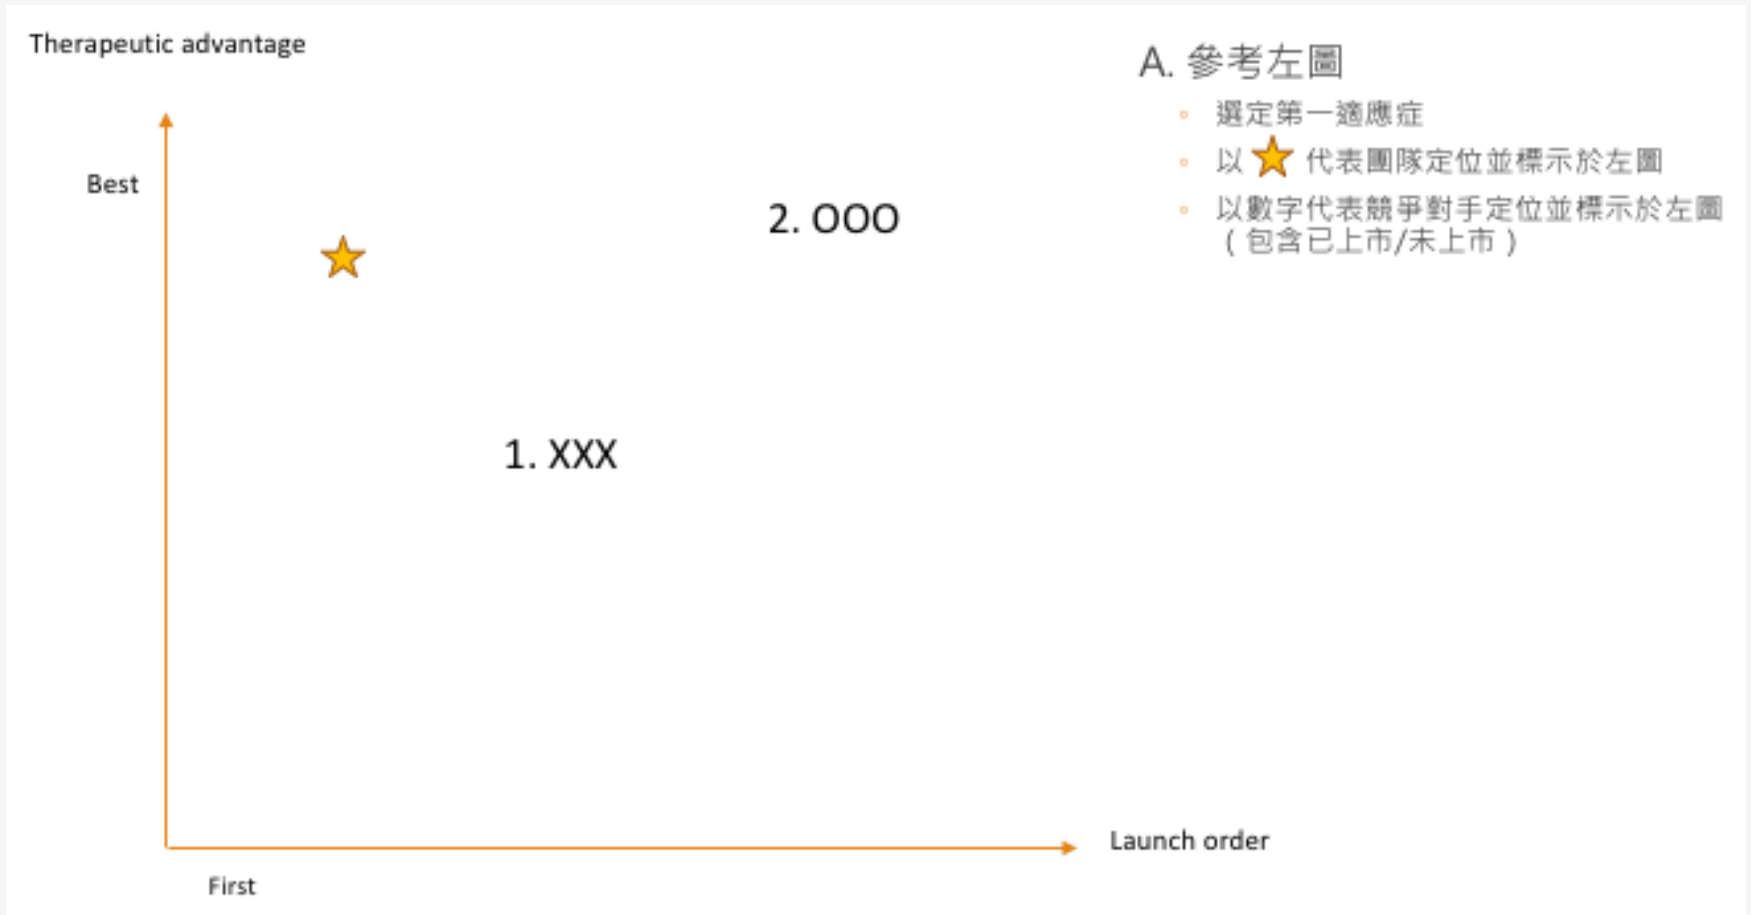 Therapeutic advantage
Best
2. OOO
1. XXX
Launch order
First
A. 參考左圖
選定第一適應症
以 代表團隊定位並標示於左圖
以數字代表競爭對手定位並標示於左圖
（包含已上市/未上市）